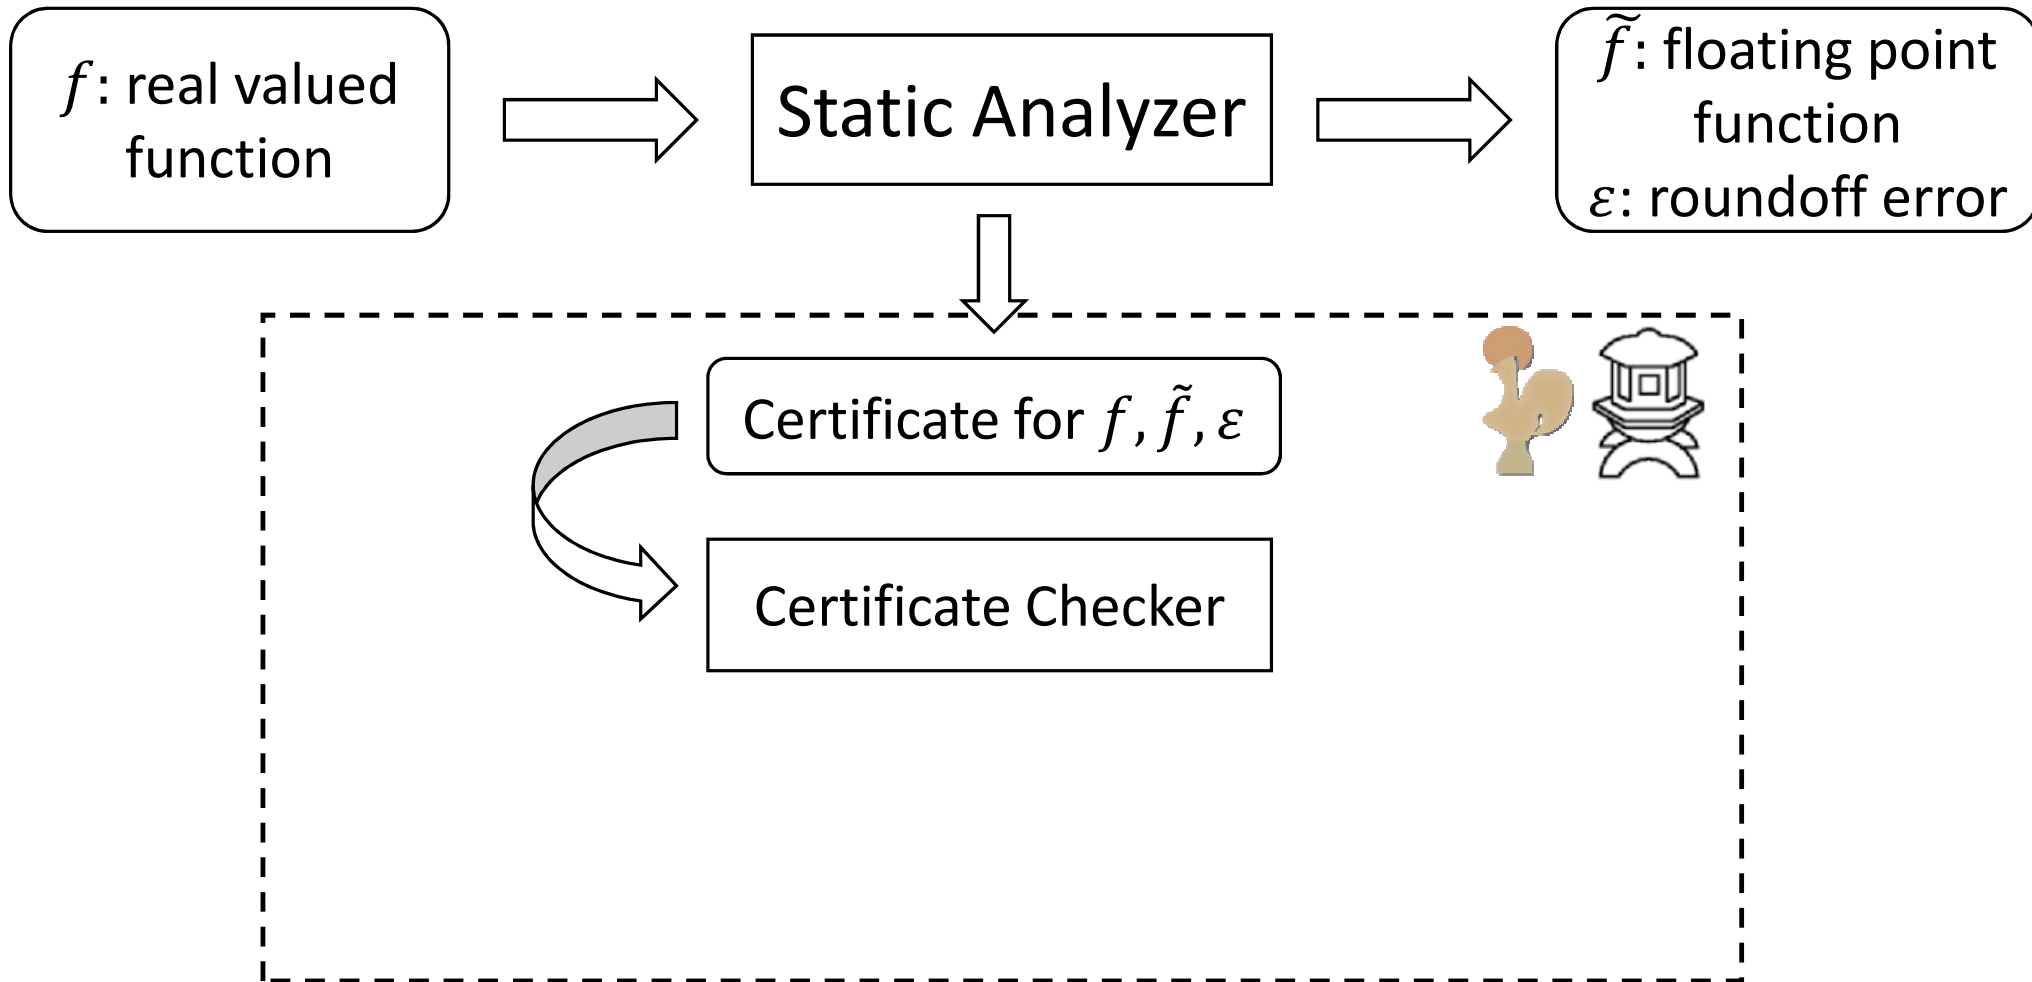 f: real valued
function
Static Analyzer
f̃: floating point
function
ε: roundoff error
Certificate for f, f̃, ε
Certificate Checker